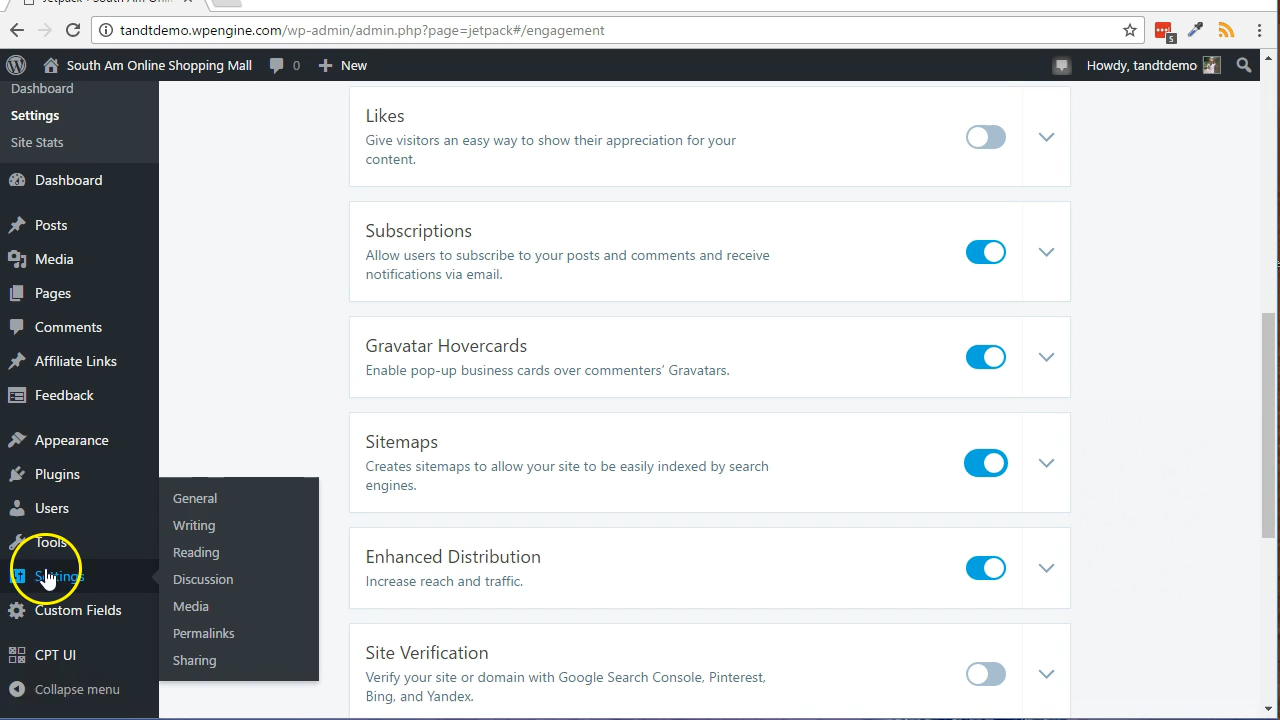 Jetpack ‹ South Am Onli
tandtdemo.wpengine.com/wp-admin/admin.php?page=jetpack#/engagement
5
South Am Online Shopping Mall
0
New
Howdy, tandtdemo
Dashboard
Settings
Site Stats
Dashboard
Posts
Media
Pages
Comments
Affiliate Links
Feedback
Appearance
Plugins
Users
Tools
Settings
Custom Fields
CPT UI
Collapse menu
General
Writing
Reading
Discussion
Media
Permalinks
Sharing
Likes
Give visitors an easy way to show their appreciation for your
content.
Subscriptions
Allow users to subscribe to your posts and comments and receive
notifications via email.
Gravatar Hovercards
Enable pop-up business cards over commenters’ Gravatars.
Sitemaps
Creates sitemaps to allow your site to be easily indexed by search
engines.
Enhanced Distribution
Increase reach and traffic.
Site Verification
Verify your site or domain with Google Search Console, Pinterest,
Bing, and Yandex.